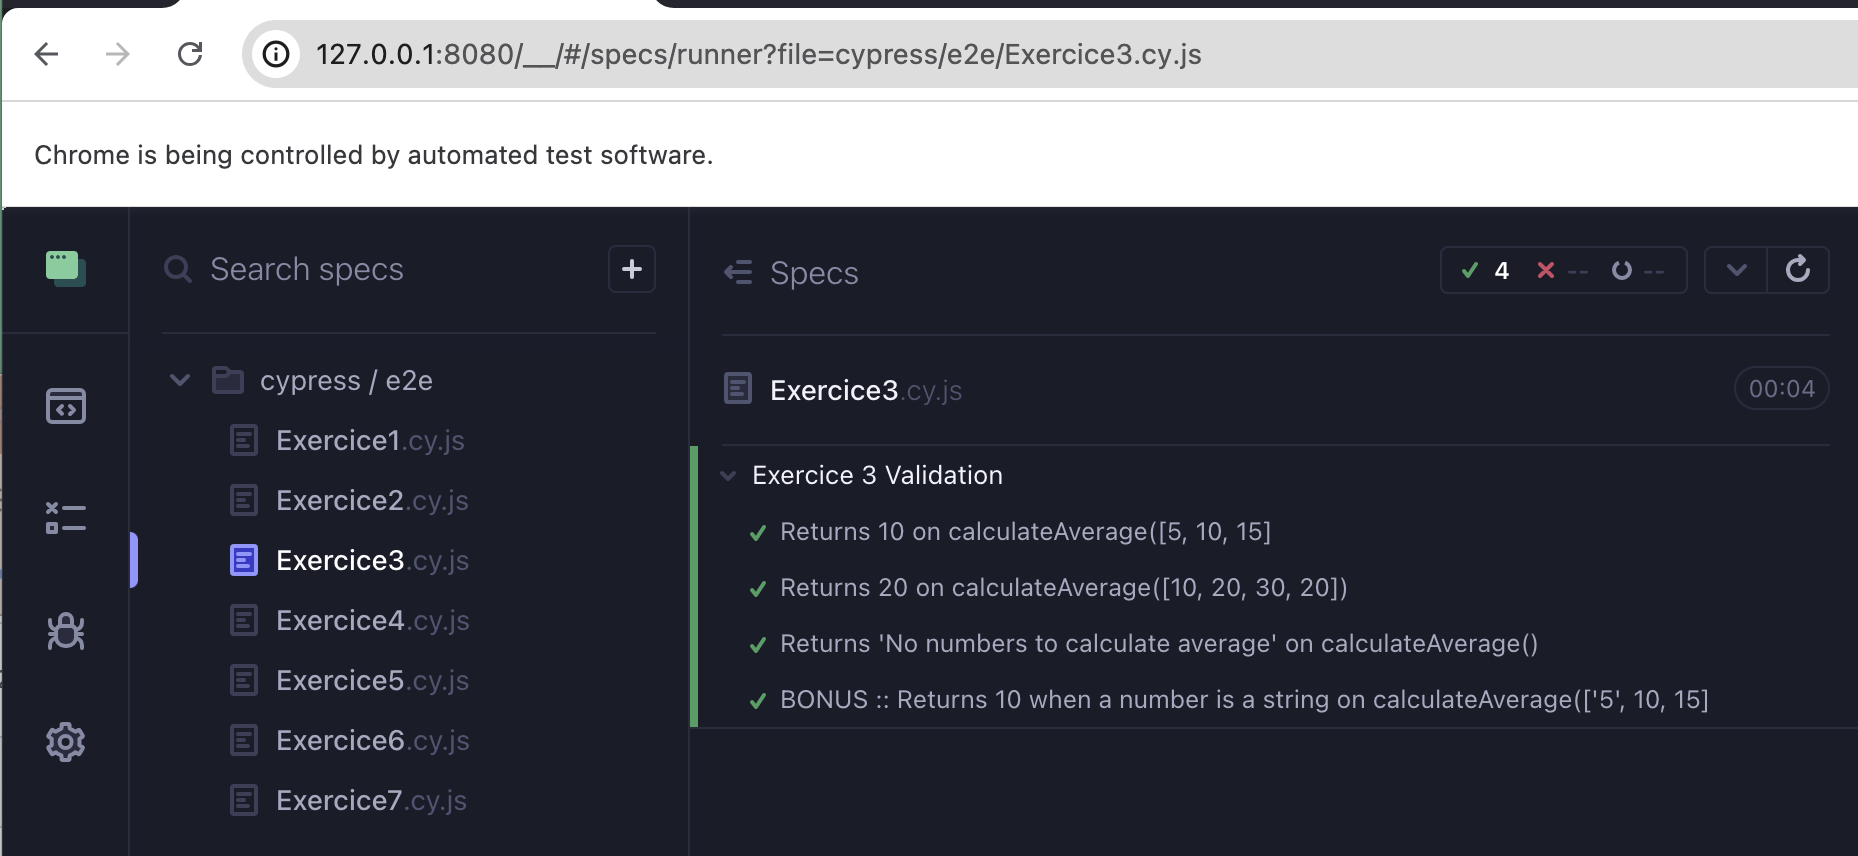 127.0.0.1:8080/__/#/specs/runner?file=cypress/e2e/Exercice3.cy.js
Chrome is being controlled by automated test software.
Search specs
+
cypress / e2e
Exercice1.cy.js
Exercice2.cy.js
Exercice3.cy.js
Exercice4.cy.js
Exercice5.cy.js
Exercice6.cy.js
Exercice7.cy.js
Specs
4 -- --
Exercice3.cy.js 00:04
Exercice 3 Validation
Returns 10 on calculateAverage([5, 10, 15]
Returns 20 on calculateAverage([10, 20, 30, 20])
Returns 'No numbers to calculate average' on calculateAverage()
BONUS :: Returns 10 when a number is a string on calculateAverage(['5', 10, 15]